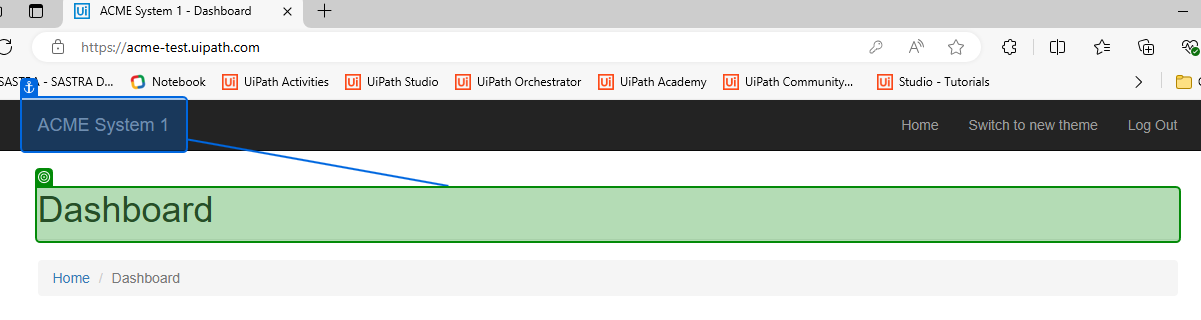 ACME System 1 - Dashboard
https://acme-test.uipath.com
SASTRA - SASTRA D... Notebook UiPath Activities UiPath Studio UiPath Orchestrator UiPath Academy UiPath Community... Studio - Tutorials
ACME System 1 Home Switch to new theme Log Out
Dashboard
Home / Dashboard